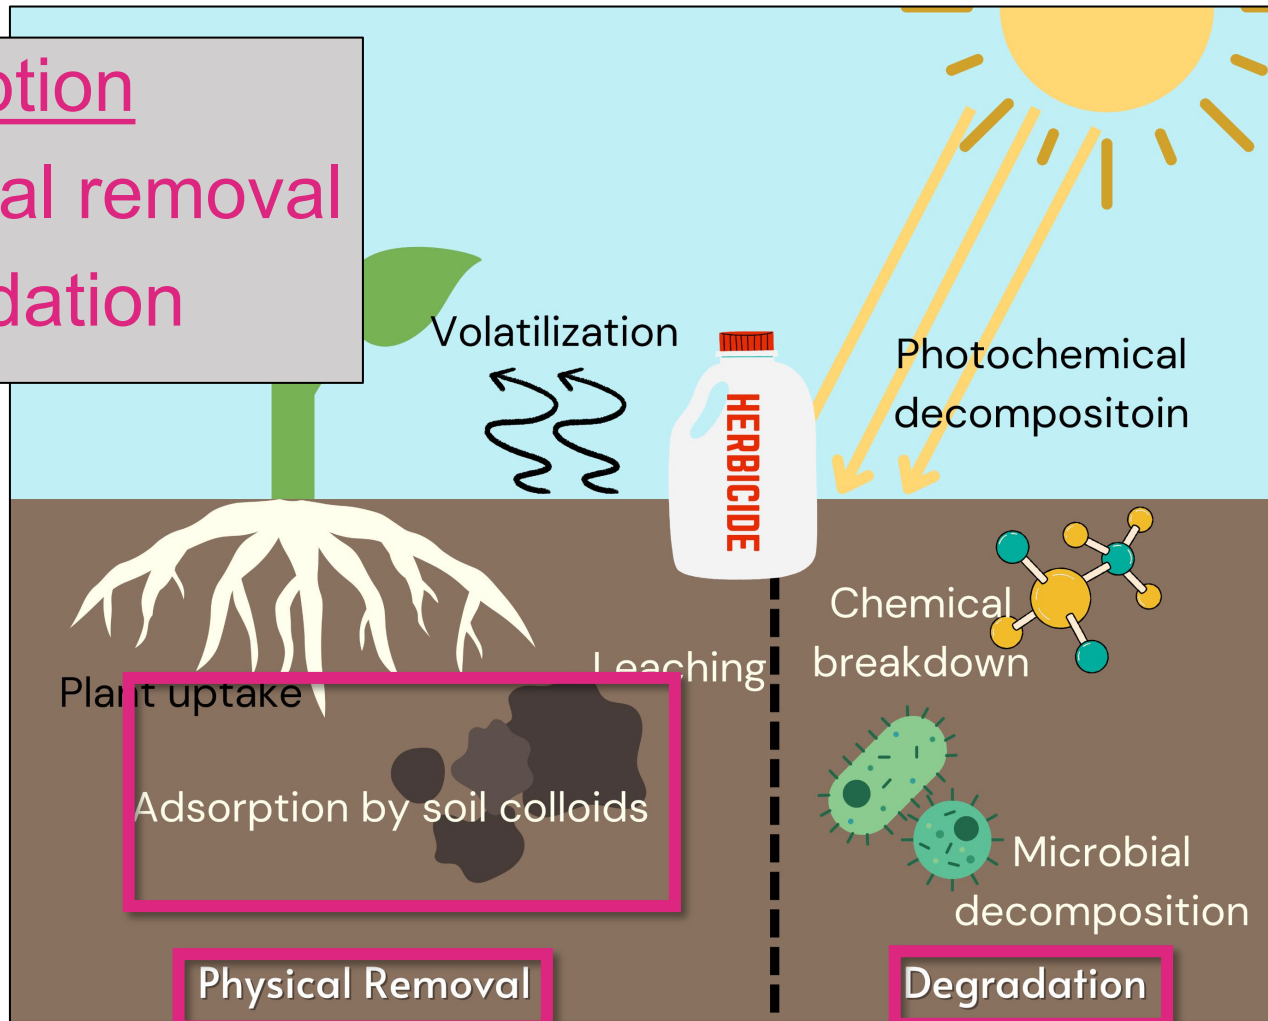 ption
al removal
dation
Volatilization
Photochemical
decompositoin
HERBICIDE
Chemical
breakdown
Leaching
Plant uptake
Adsorption by soil colloids
Microbial
decomposition
Physical Removal
Degradation